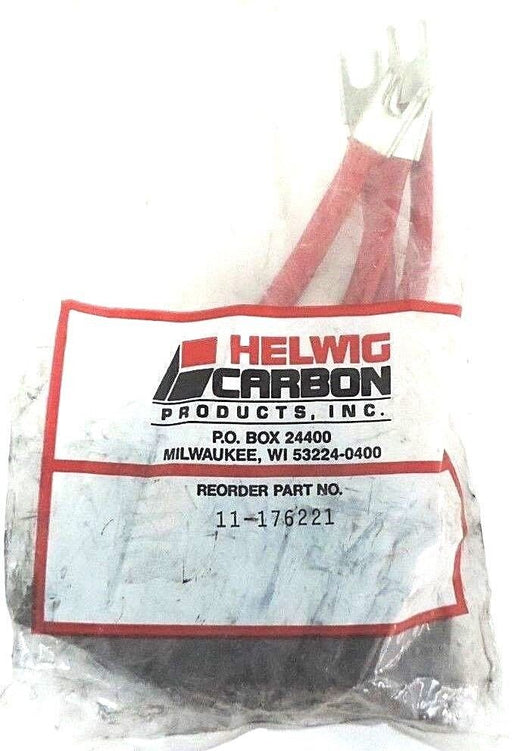 HELWIG
CARBON
PRODUCTS, INC.
P.O. BOX 24400
MILWAUKEE, WI 53224-0400
REORDER PART NO.
11-176221